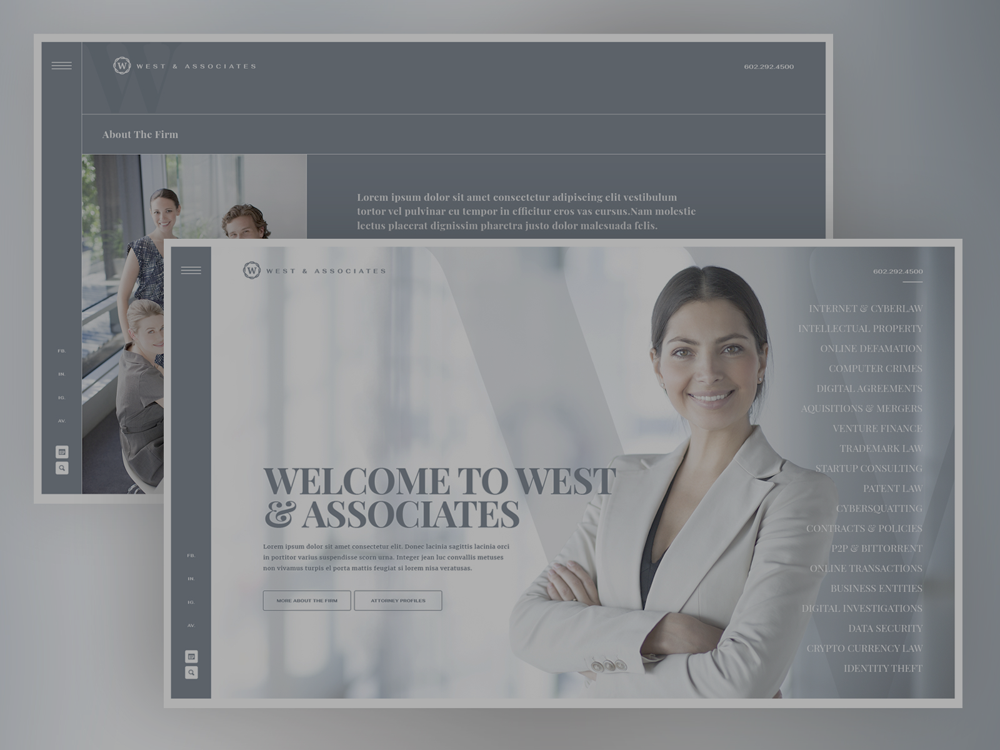 W WEST & ASSOCIATES
602.292.4500
About The Firm
Lorem ipsum dolor sit amet consectetur adipiscing elit vestibulum
tortor vel pulvinar eu tempor in efficitur eros vas cursus.Nam molestie
lectus placerat dignissim pharetra justo dolor malesuada felis.
FB.
IN.
IG.
AV.
W WEST & ASSOCIATES
602.292.4500
INTERNET & CYBERLAW
INTELLECTUAL PROPERTY
ONLINE DEFAMATION
COMPUTER CRIMES
DIGITAL AGREEMENTS
AQUISITIONS & MERGERS
VENTURE FINANCE
TRADEMARK LAW
STARTUP CONSULTING
PATENT LAW
CYBERSQUATTING
CONTRACTS & POLICIES
P2P & BITTORRENT
ONLINE TRANSACTIONS
BUSINESS ENTITIES
DIGITAL INVESTIGATIONS
DATA SECURITY
CRYPTO CURRENCY LAW
IDENTITY THEFT
WELCOME TO WEST
& ASSOCIATES
Lorem ipsum dolor sit amet consectetur elit. Donec lacinia sagittis lacinia orci
in portitor varius suspendisse scorn urna. Integer jean luc convallis metuses
non vivamus turpis el porta mattis feugiat si lorem nisa veratusas.
MORE ABOUT THE FIRM
ATTORNEY PROFILES
FB.
IN.
IG.
AV.